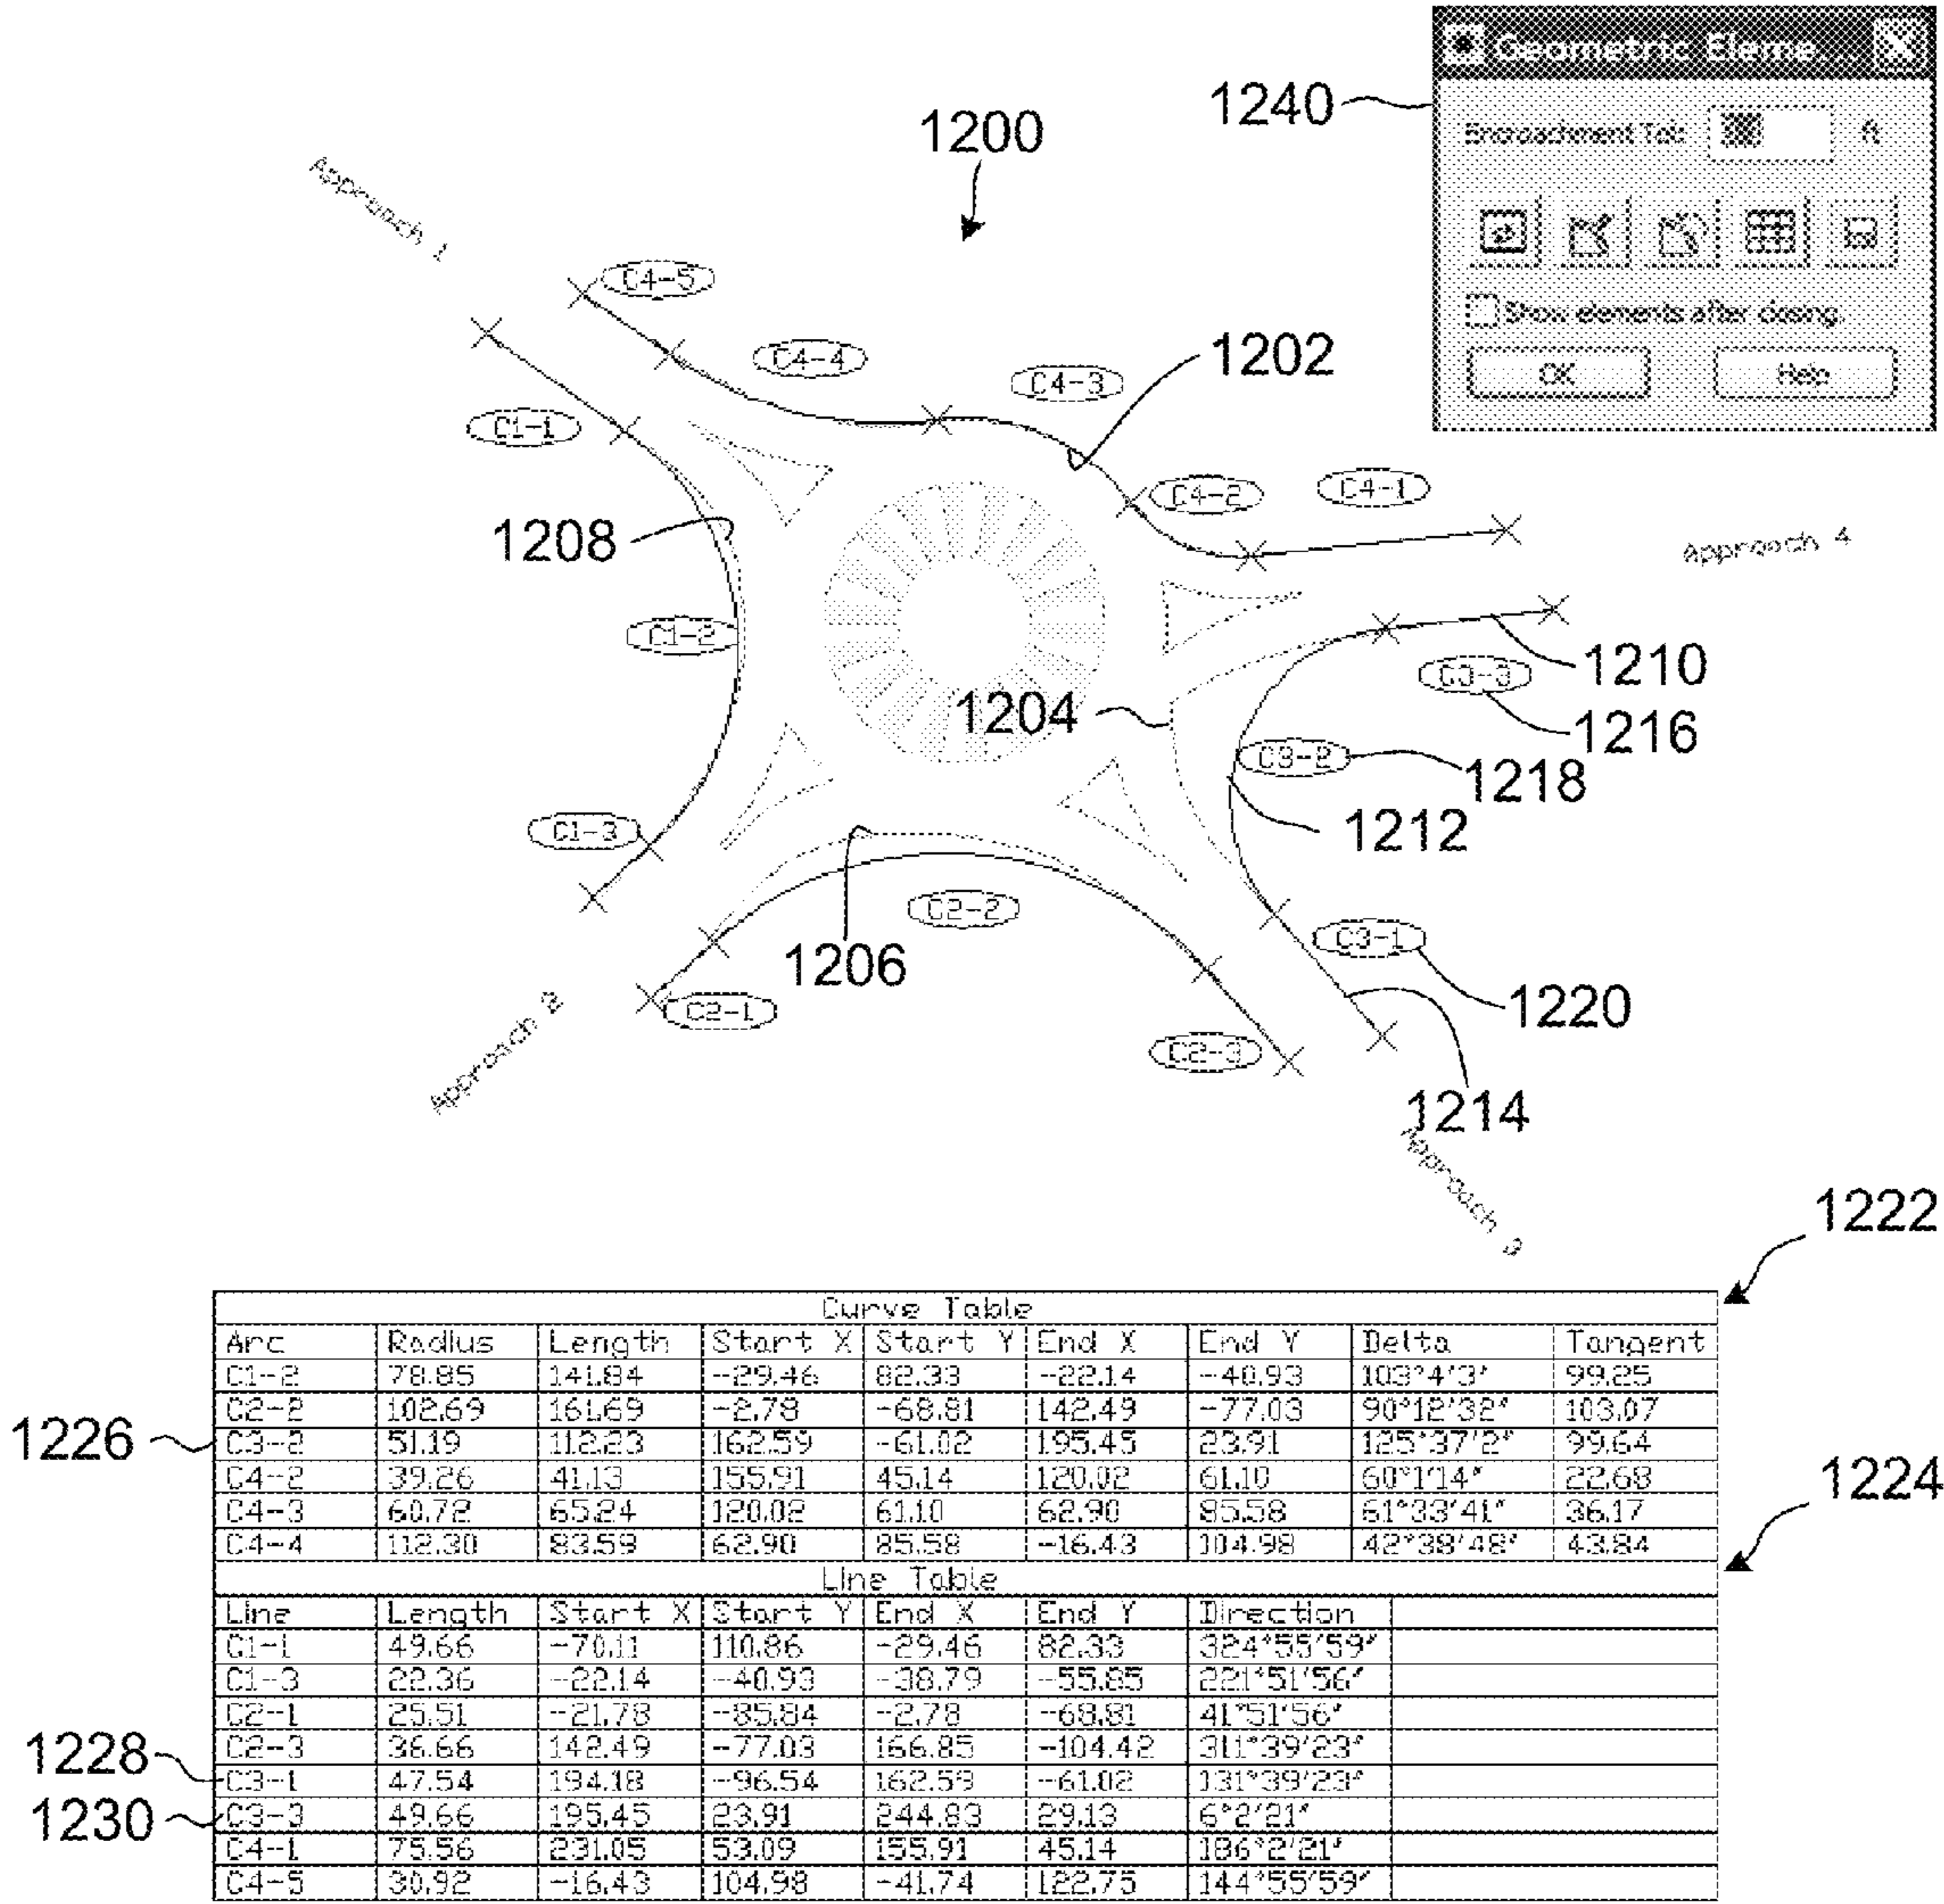 Geometric Eleme
1240
Encroachment Tol: ft
1200
Approach 1
C4-5
Show elements after closing.
C4-4
1202
C4-3
OK Help
C1-1
C4-2
C4-1
1208
Approach 4
C1-2
1210
C3-3
1204
1216
C3-2
1218
C1-3
1212
C2-2
C3-1
1206
1220
C2-1
C2-3
Approach 2
1214
Approach 3
1222
Curve Table
Arc Radius Length Start X Start Y End X End Y Delta Tangent
C1-2 78.85 141.84 -29.46 82.33 -22.14 -40.93 103°4'3" 99.25
C2-2 102.69 161.69 -2.78 -68.81 142.49 -77.03 90°12'32" 103.07
1226
C3-2 51.19 112.23 162.59 -61.02 195.45 23.91 125°37'2" 99.64
C4-2 39.26 41.13 155.91 45.14 120.02 61.10 60°1'14" 22.68
1224
C4-3 60.72 65.24 120.02 61.10 62.90 85.58 61°33'41" 36.17
C4-4 112.30 83.59 62.90 85.58 -16.43 104.98 42°38'48" 43.84
Line Table
Line Length Start X Start Y End X End Y Direction
C1-1 49.66 -70.11 110.86 -29.46 82.33 324°55'59"
C1-3 22.36 -22.14 -40.93 -38.79 -55.85 221°51'56"
C2-1 25.51 -21.78 -85.84 -2.78 -68.81 41°51'56"
C2-3 36.66 142.49 -77.03 166.85 -104.42 311°39'23"
1228
C3-1 47.54 194.18 -96.54 162.59 -61.02 131°39'23"
1230
C3-3 49.66 195.45 23.91 244.83 29.13 6°2'21"
C4-1 75.56 231.05 53.09 155.91 45.14 186°2'21"
C4-5 30.92 -16.43 104.98 -41.74 122.75 144°55'59"
1214